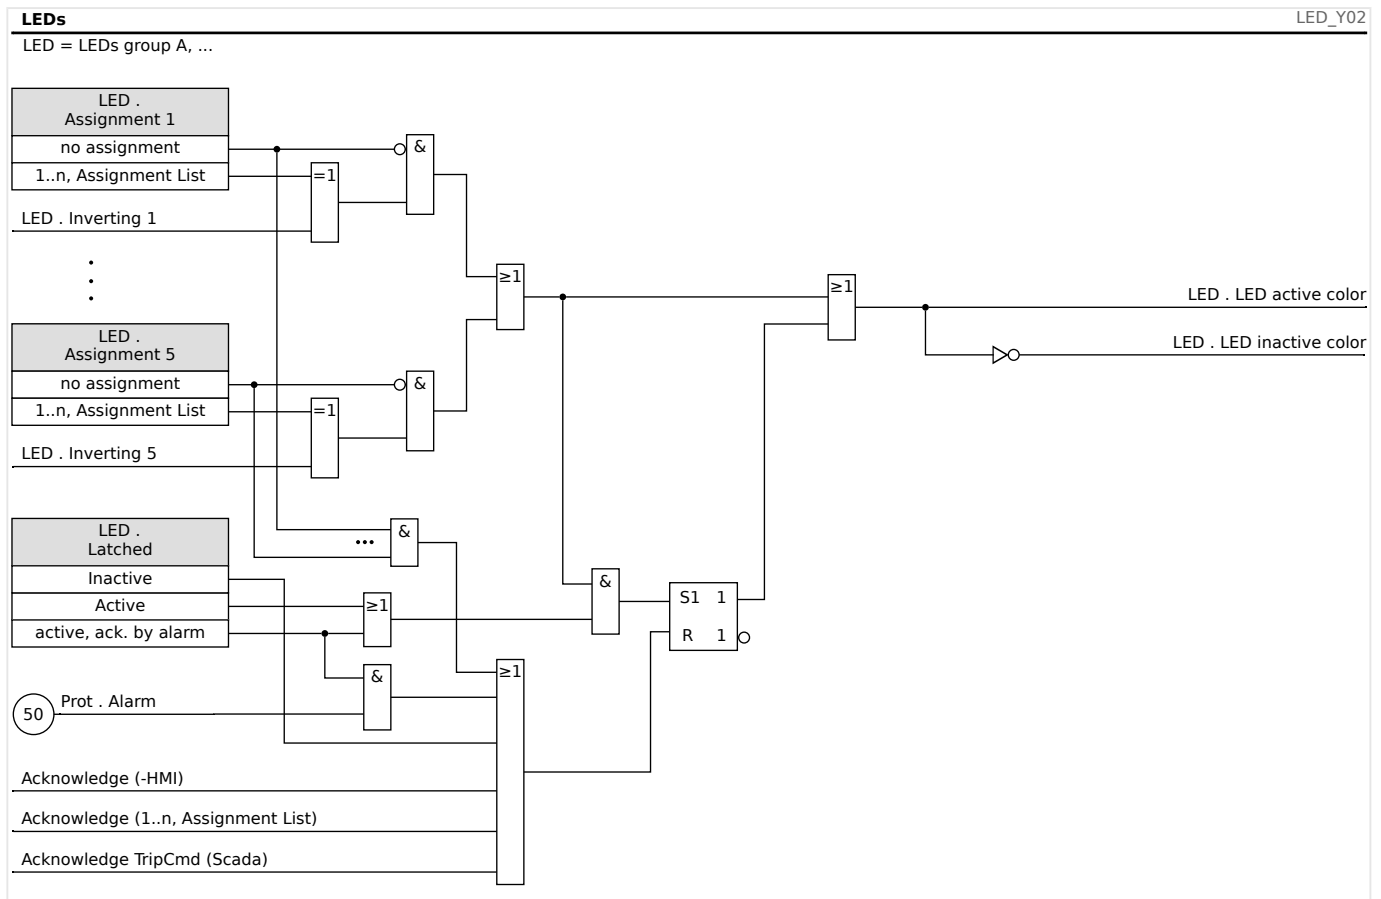 LEDs
LED_Y02
LED = LEDs group A, ...
LED .
Assignment 1
no assignment
&
1..n, Assignment List
=1
LED . Inverting 1
≥1
≥1
LED . LED active color
LED . LED inactive color
LED .
Assignment 5
no assignment
&
1..n, Assignment List
=1
LED . Inverting 5
LED .
Latched
&
•••
Inactive
&
Active
≥1
S1 1
active, ack. by alarm
R 1
&
≥1
50
Prot . Alarm
Acknowledge (-HMI)
Acknowledge (1..n, Assignment List)
Acknowledge TripCmd (Scada)